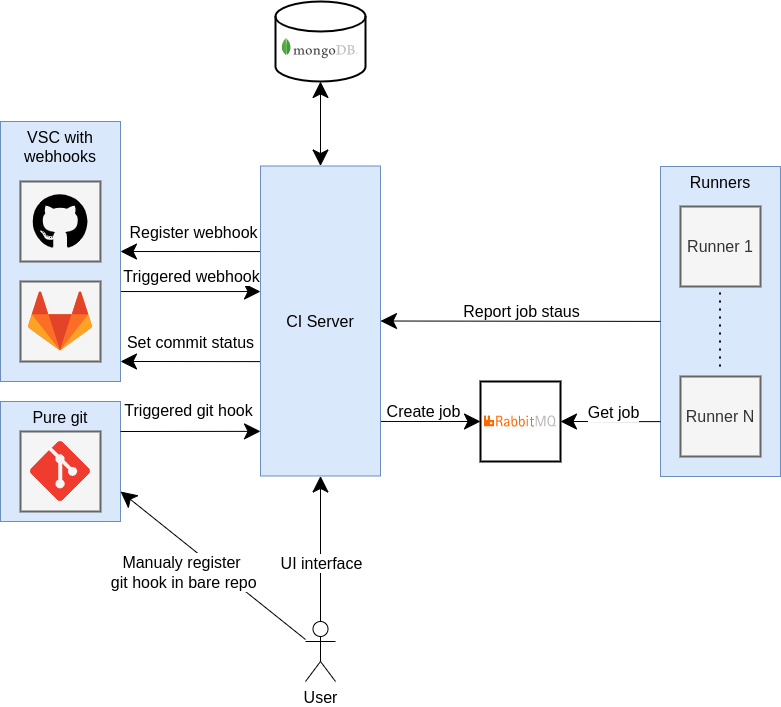 mongoDB.
VSC with
webhooks
Runners
Register webhook
Runner 1
Triggered webhook
CI Server
Report job staus
Set commit status
Pure git
Triggered git hook
Create job
RabbitMQ
Get job
Runner N
Manualy register
git hook in bare repo
UI interface
User